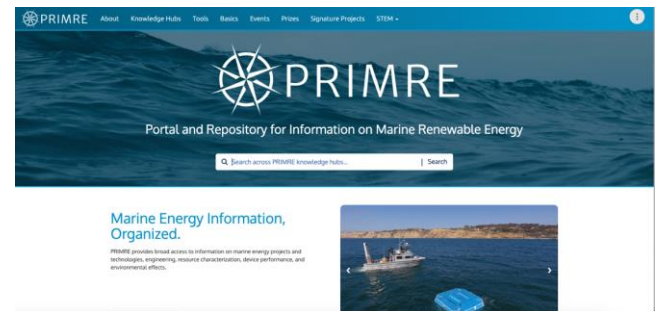 PRIMRE About Knowledge Hubs Tools Basics Events Prizes Signature Projects STEM
PRIMRE
Portal and Repository for Information on Marine Renewable Energy
Search across PRIMRE knowledge hubs... | Search
Marine Energy Information,
Organized.
PRIMRE provides broad access to information on marine energy projects and
technologies, engineering, resource characterization, device performance, and
environmental effects.